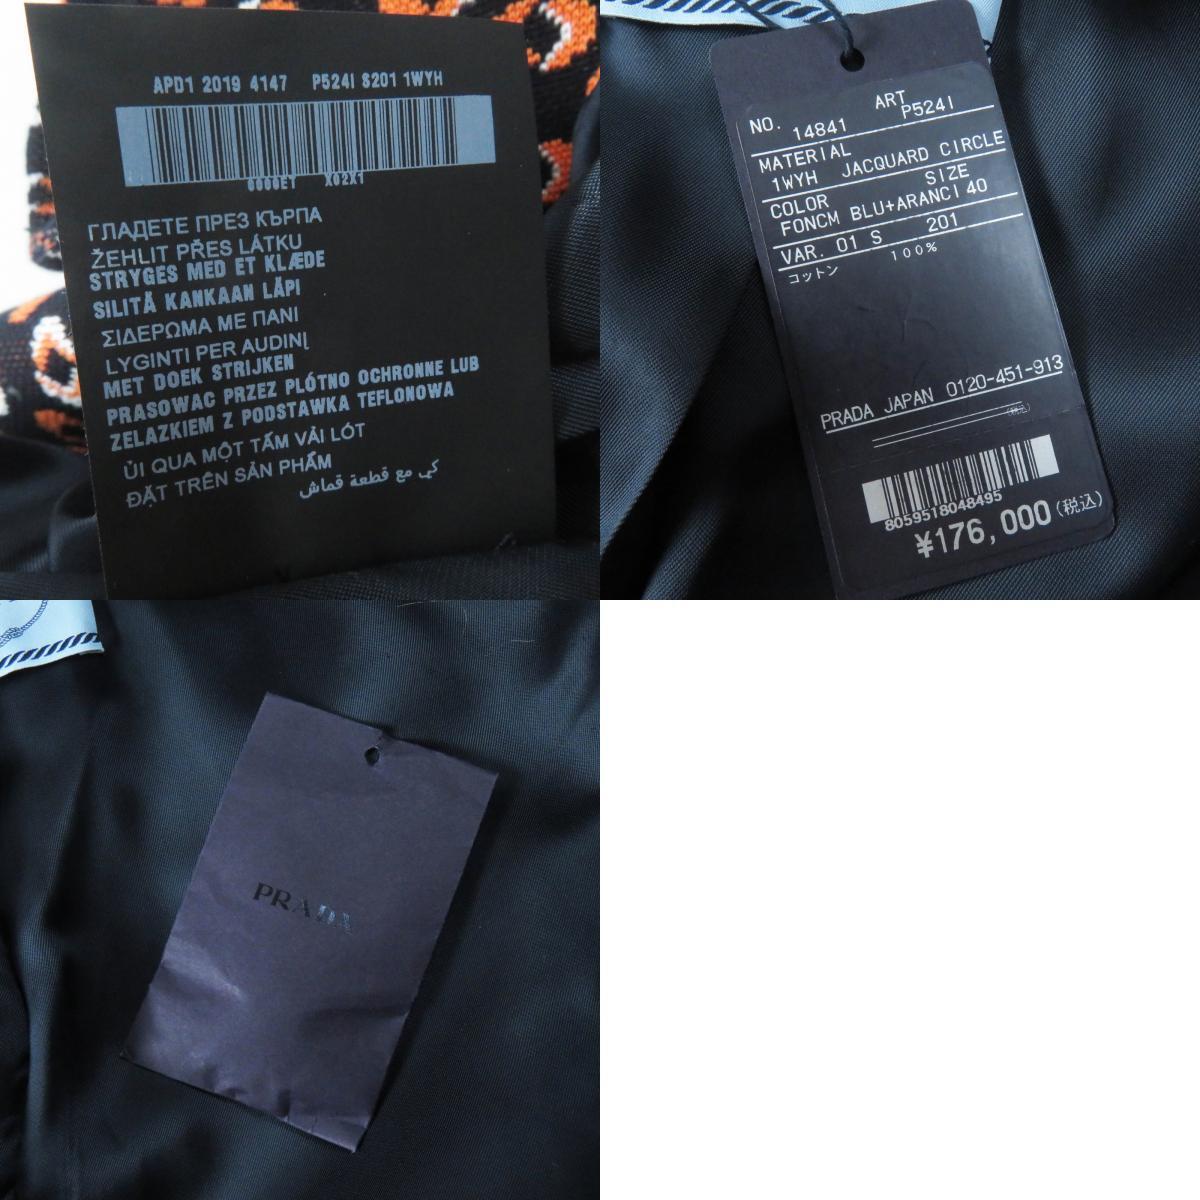 APD1 2019 4147 P524I S201 1WYH
ГЛАДЕТЕ ПРЕЗ КЪРПА
ŽEHLIT PŘES LÁTKU
STRYGES MED ET KLÆDE
SILITÄ KANKAAN LÄPI
ΣΙΔΕΡΩΜΑ ΜΕ ΠΑΝΙ
LYGINTI PER AUDINĮ
MET DOEK STRIJKEN
PRASOWAC PRZEZ PLÓTNO OCHRONNE LUB
ZELAZKIEM Z PODSTAWKA TEFLONOWA
ỦI QUA MỘT TẤM VẢI LÓT
ĐẶT TRÊN SẢN PHẨM
كي مع قطعة قماش
ART
NO. 14841 P524I
MATERIAL
1WYH JACQUARD CIRCLE
COLOR SIZE
FONCM BLU+ARANCI 40
VAR. 01 S 201
コットン 100%
PRADA JAPAN 0120-451-913
(税込)
8059518048495
¥176,000(税込)
PRADA